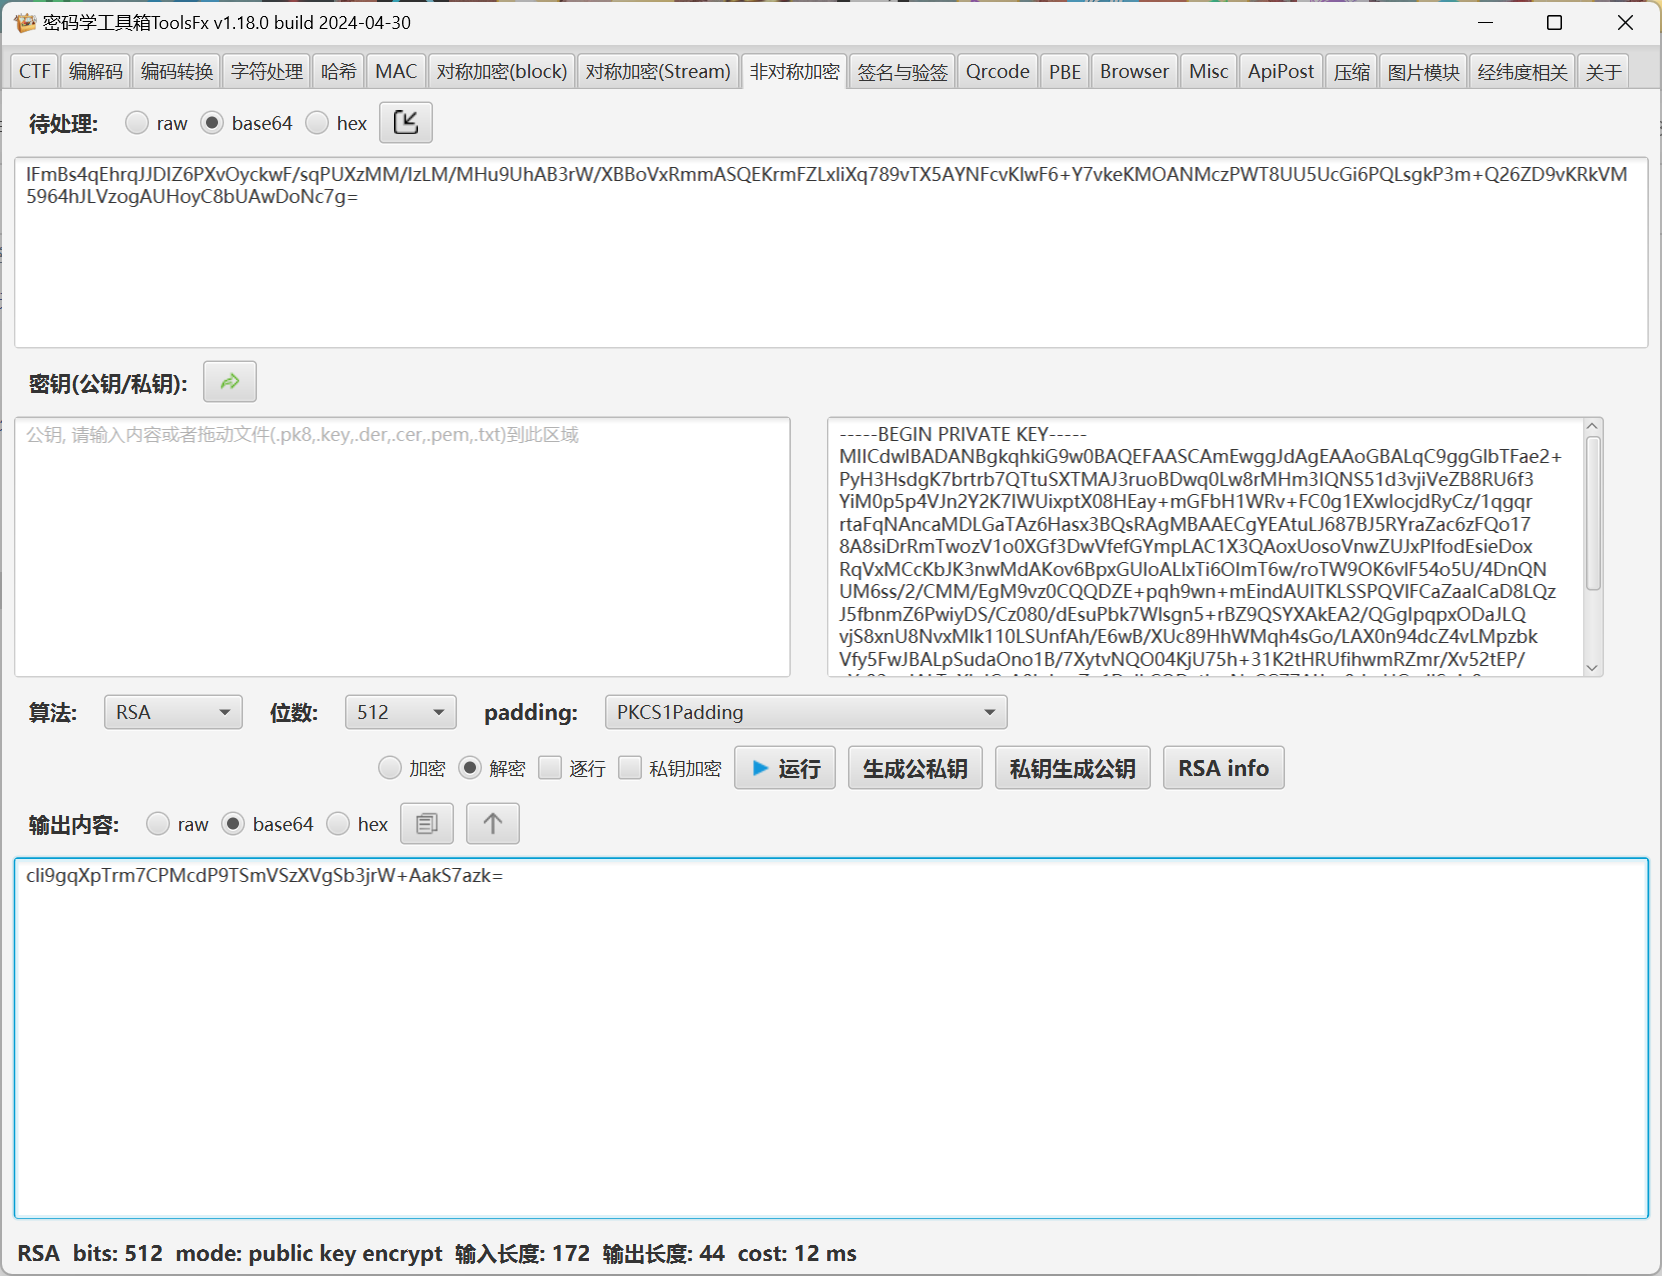 密码学工具箱ToolsFx v1.18.0 build 2024-04-30
CTF 编解码 编码转换 字符处理 哈希 MAC 对称加密(block) 对称加密(Stream) 非对称加密 签名与验签 Qrcode PBE Browser Misc ApiPost 压缩 图片模块 经纬度相关 关于
待处理: raw base64 hex
IFmBs4qEhrqJJDIZ6PXvOyckwF/sqPUXzMM/IzLM/MHu9UhAB3rW/XBBoVxRmmASQEKrmFZLxliXq789vTX5AYNFcvKIwF6+Y7vkeKMOANMczPWT8UU5UcGi6PQLsgkP3m+Q26ZD9vKRkVM
5964hJLVzogAUHoyC8bUAwDoNc7g=
密钥(公钥/私钥):
公钥, 请输入内容或者拖动文件(.pk8,.key,.der,.cer,.pem,.txt)到此区域
-----BEGIN PRIVATE KEY-----
MIICdwIBADANBgkqhkiG9w0BAQEFAASCAmEwggJdAgEAAoGBALqC9ggGlbTFae2+
PyH3HsdgK7brtrb7QTtuSXTMAJ3ruoBDwq0Lw8rMHm3IQNS51d3vjiVeZB8RU6f3
YiM0p5p4VJn2Y2K7IWUixptX08HEay+mGFbH1WRv+FC0g1EXwIocjdRyCz/1qgqr
rtaFqNAncaMDLGaTAz6Hasx3BQsRAgMBAAECgYEAtuLJ687BJ5RYraZac6zFQo17
8A8siDrRmTwozV1o0XGf3DwVfefGYmpLAC1X3QAoxUosoVnwZUJxPIfodEsieDox
RqVxMCcKbJK3nwMdAKov6BpxGUIoALlxTi6OImT6w/roTW9OK6vIF54o5U/4DnQN
UM6ss/2/CMM/EgM9vz0CQQDZE+pqh9wn+mEindAUITKLSSPQVlFCaZaaICaD8LQz
J5fbnmZ6PwiyDS/Cz080/dEsuPbk7Wlsgn5+rBZ9QSYXAkEA2/QGgIpqpxODaJLQ
vjS8xnU8NvxMIk110LSUnfAh/E6wB/XUc89HhWMqh4sGo/LAX0n94dcZ4vLMpzbk
Vfy5FwJBALpSudaOno1B/7XytvNQO04KjU75h+31K2tHRUfihwmRZmr/Xv52tEP/
算法: RSA 位数: 512 padding: PKCS1Padding
加密 解密 逐行 私钥加密 运行 生成公私钥 私钥生成公钥 RSA info
输出内容: raw base64 hex
cli9gqXpTrm7CPMcdP9TSmVSzXVgSb3jrW+AakS7azk=
RSA bits: 512 mode: public key encrypt 输入长度: 172 输出长度: 44 cost: 12 ms